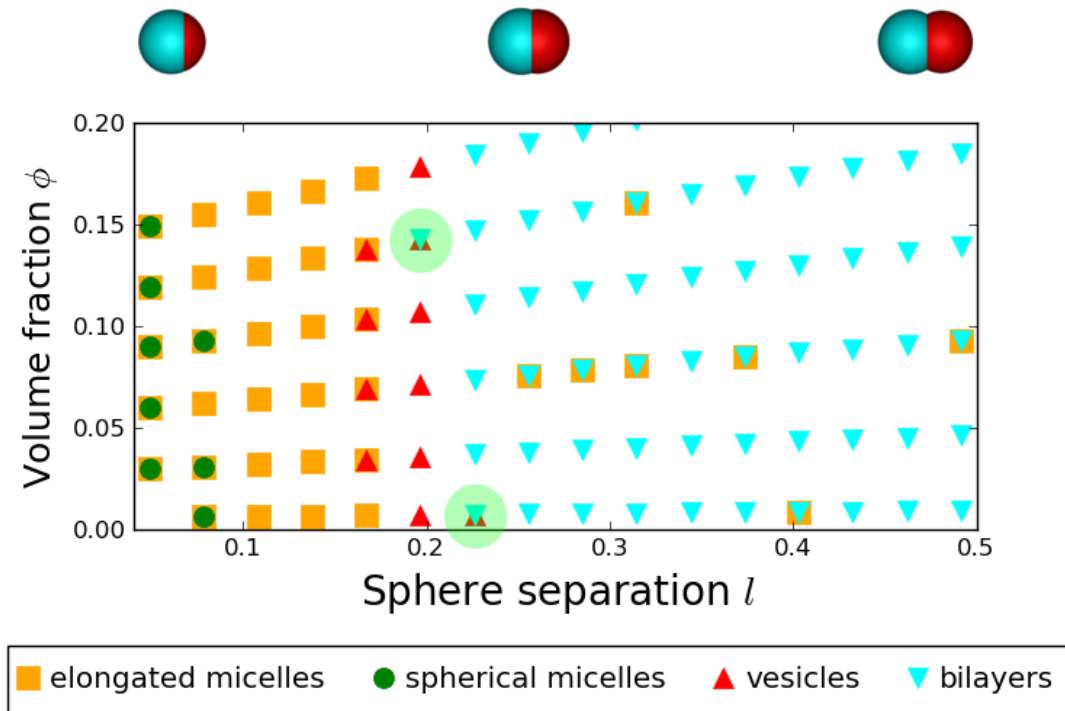 0.20
0.15
0.10
0.05
0.00
Volume fraction ϕ
0.1 0.2 0.3 0.4 0.5
Sphere separation l
elongated micelles spherical micelles vesicles bilayers